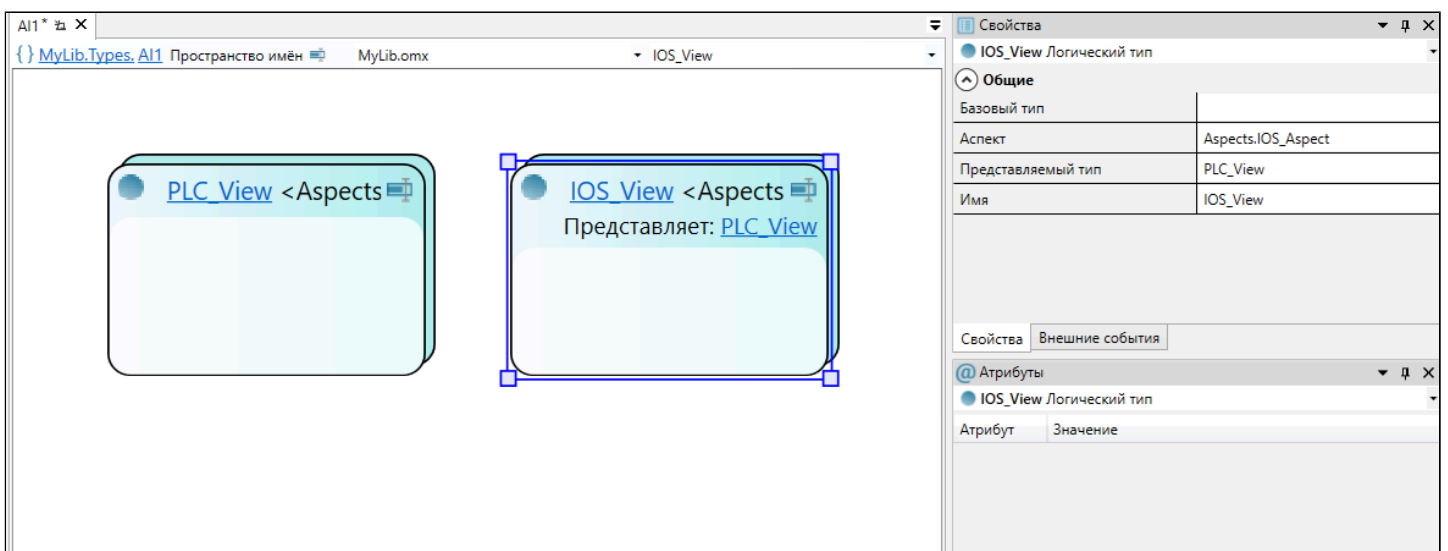 AI1*
Свойства
{ } MyLib.Types. AI1 Пространство имён MyLib.omx IOS_View
IOS_View Логический тип
Общие
Базовый тип
Аспект Aspects.IOS_Aspect
Представляемый тип PLC_View
Имя IOS_View
PLC_View <Aspects
IOS_View <Aspects
Представляет: PLC_View
Свойства Внешние события
@ Атрибуты
IOS_View Логический тип
Атрибут Значение